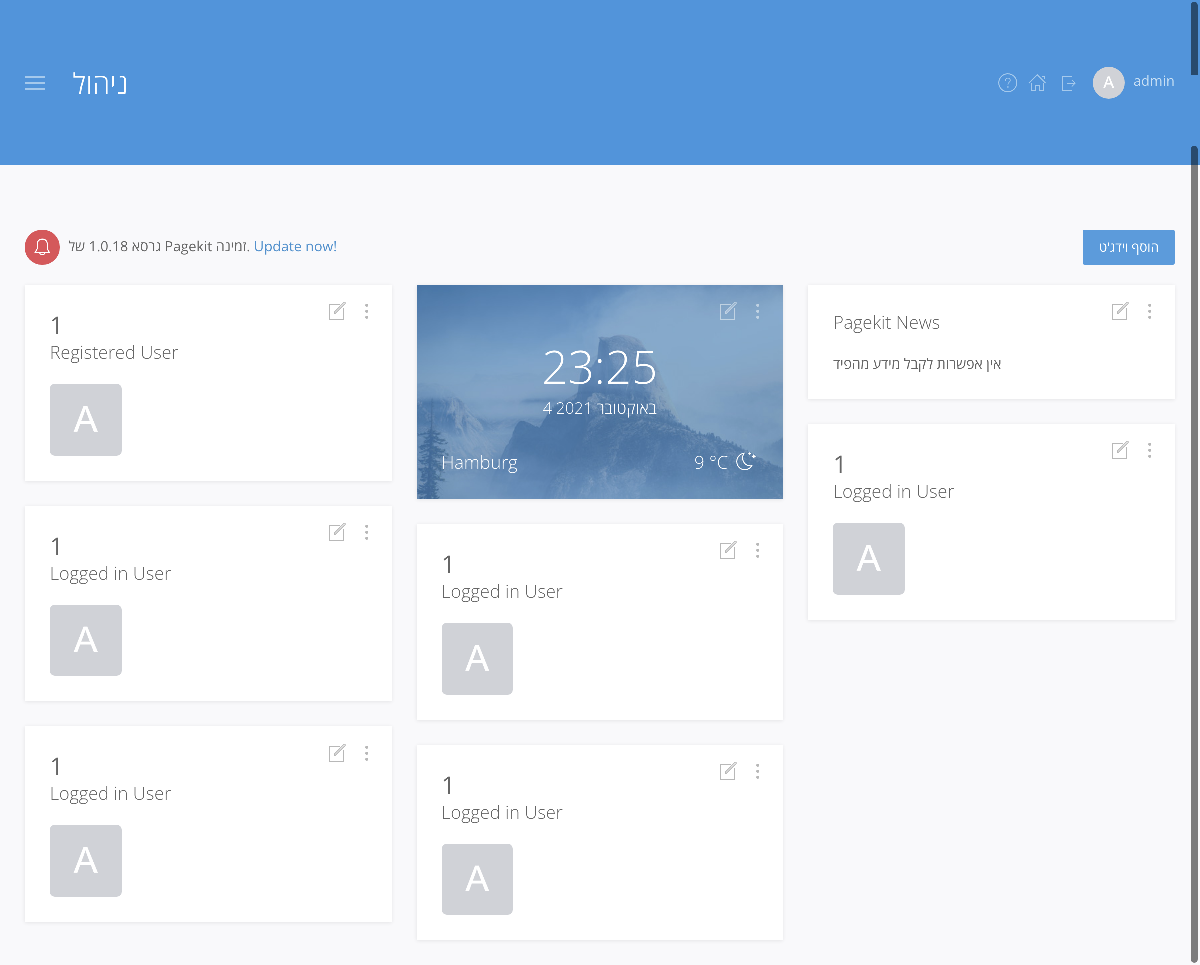 ניהול
A admin
גרסא 1.0.18 של Pagekit זמינה. Update now!
הוסף וידג'ט
1
Registered User
A
1
Logged in User
A
1
Logged in User
A
23:25
4 באוקטובר 2021
Hamburg
9 °C
1
Logged in User
A
1
Logged in User
A
Pagekit News
אין אפשרות לקבל מידע מהפיד
1
Logged in User
A